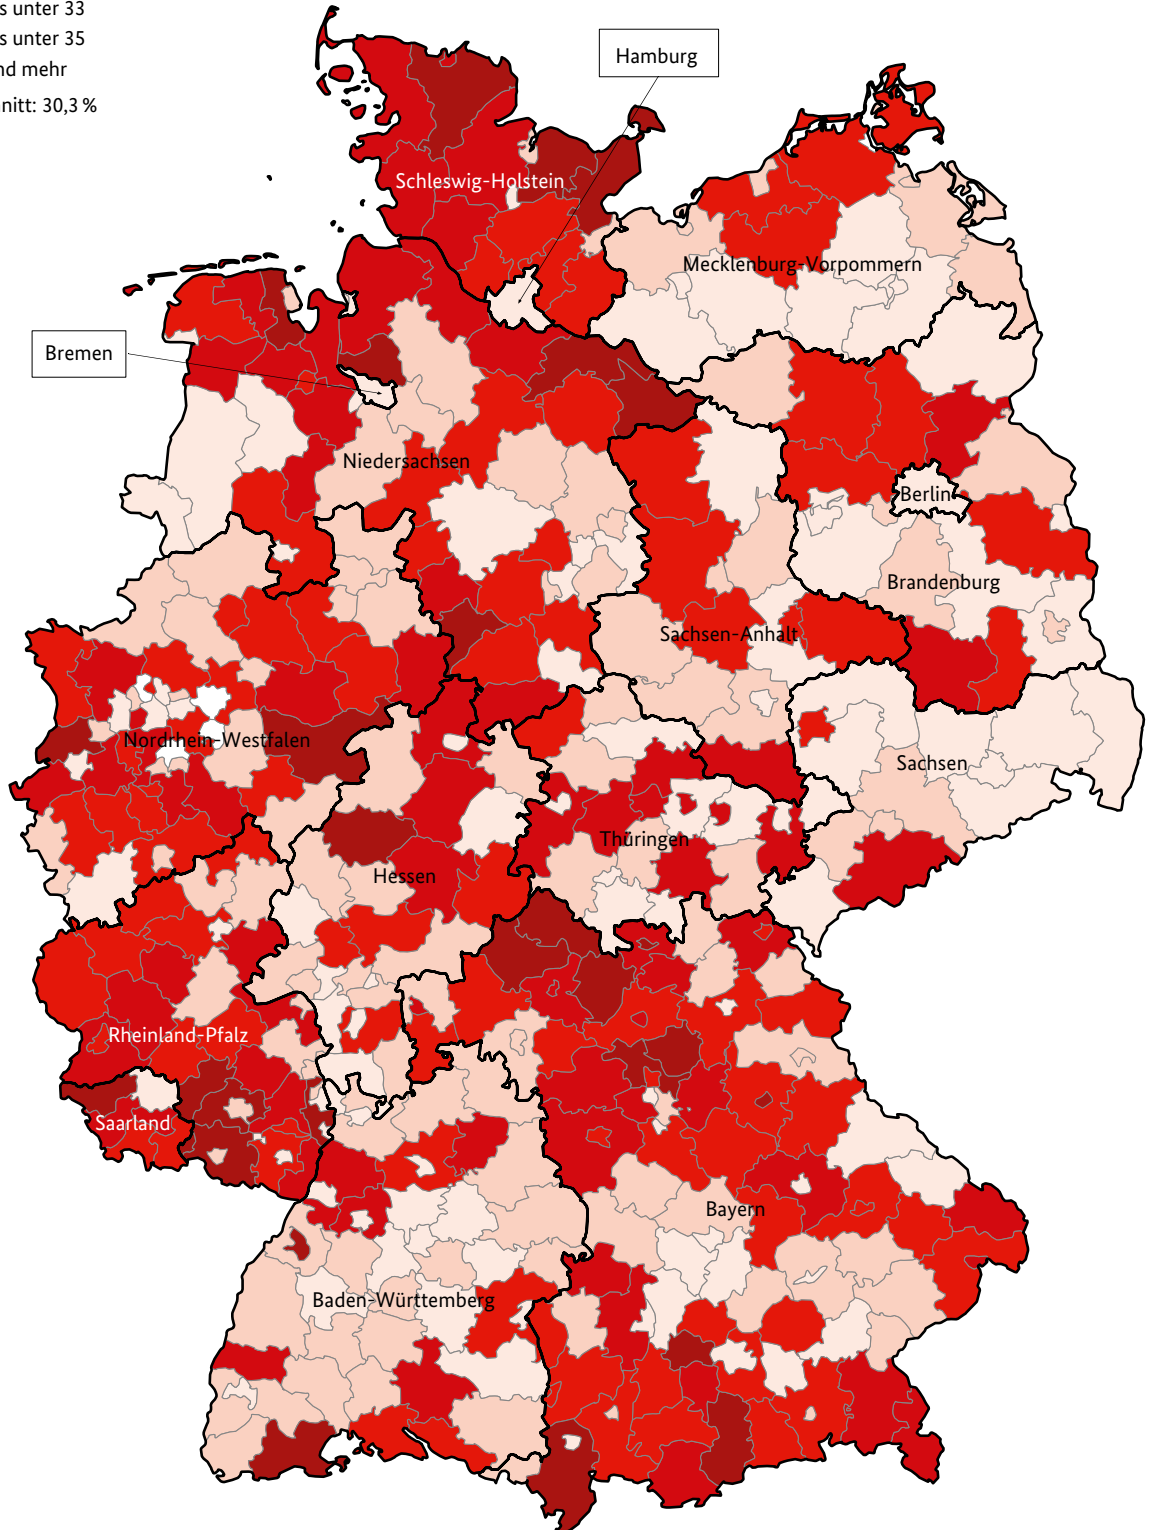 s unter 33
s unter 35
nd mehr
nitt: 30,3 %
Hamburg
Schleswig-Holstein
Mecklenburg-Vorpommern
Bremen
Niedersachsen
Berlin
Brandenburg
Sachsen-Anhalt
Nordrhein-Westfalen
Sachsen
Thüringen
Hessen
Rheinland-Pfalz
Saarland
Bayern
Baden-Württemberg